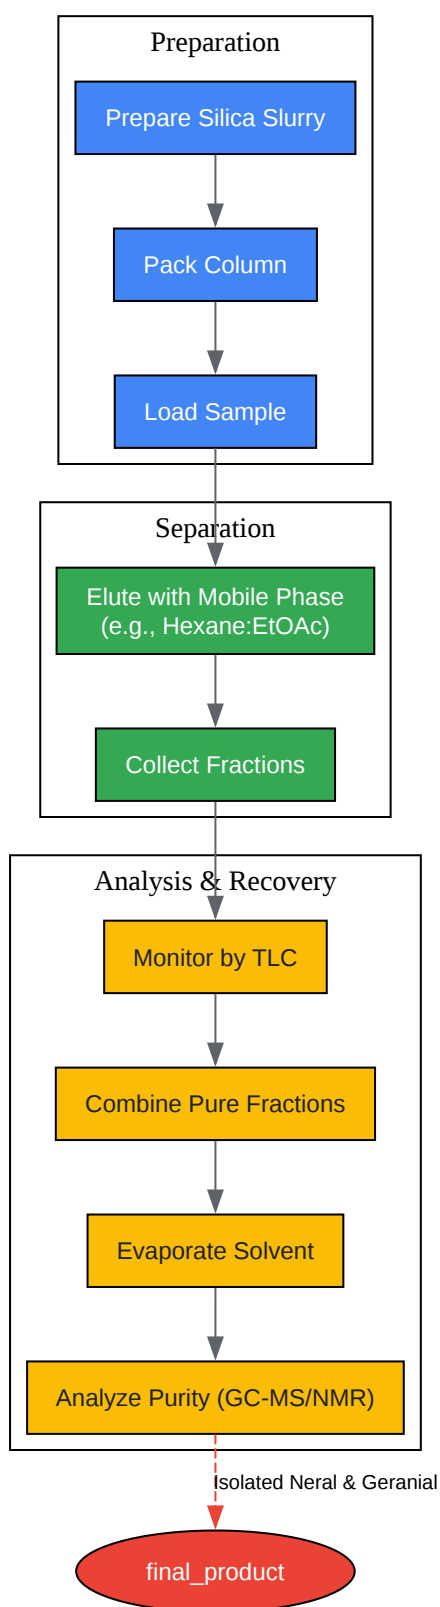 Preparation
Prepare Silica Slurry
Pack Column
Load Sample
Separation
Elute with Mobile Phase
(e.g., Hexane:EtOAc)
Collect Fractions
Analysis & Recovery
Monitor by TLC
Combine Pure Fractions
Evaporate Solvent
Analyze Purity (GC-MS/NMR)
Isolated Neral & Geranial
final_product